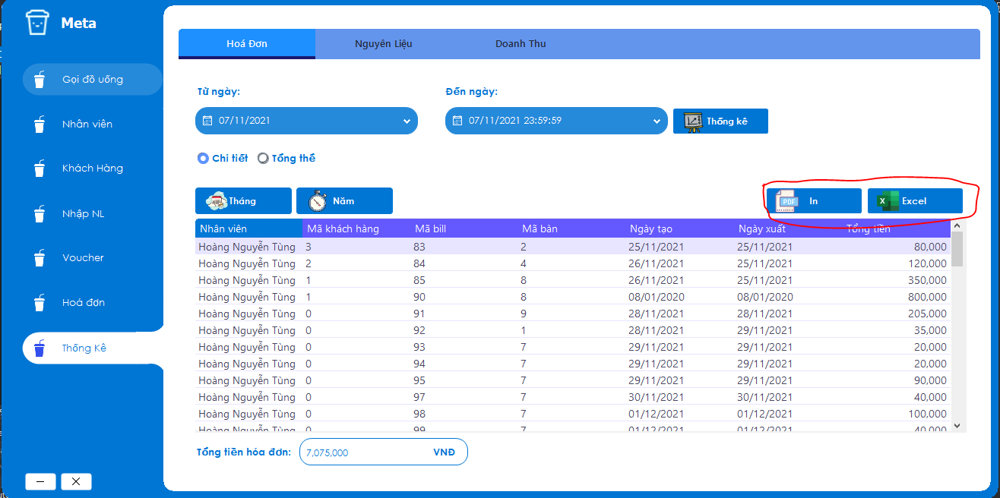 Meta
Gọi đồ uống
Nhân viên
Khách Hàng
Nhập NL
Voucher
Hoá đơn
Thống Kê
Hoá Đơn Nguyên Liệu Doanh Thu
Từ ngày: Đến ngày:
07/11/2021 07/11/2021 23:59:59 Thống kê
Chi tiết Tổng thể
Tháng Năm PDF In Excel
Nhân viên Mã khách hàng Mã bill Mã bàn Ngày tạo Ngày xuất Tổng tiền
Hoàng Nguyễn Tùng 3 83 2 25/11/2021 25/11/2021 80,000
Hoàng Nguyễn Tùng 2 84 4 26/11/2021 25/11/2021 120,000
Hoàng Nguyễn Tùng 1 85 8 26/11/2021 25/11/2021 350,000
Hoàng Nguyễn Tùng 1 90 8 08/01/2020 08/01/2020 800,000
Hoàng Nguyễn Tùng 0 91 9 28/11/2021 28/11/2021 205,000
Hoàng Nguyễn Tùng 0 92 1 28/11/2021 29/11/2021 35,000
Hoàng Nguyễn Tùng 0 93 7 29/11/2021 29/11/2021 20,000
Hoàng Nguyễn Tùng 0 94 7 29/11/2021 29/11/2021 20,000
Hoàng Nguyễn Tùng 0 95 7 29/11/2021 29/11/2021 90,000
Hoàng Nguyễn Tùng 0 97 7 30/11/2021 30/11/2021 40,000
Hoàng Nguyễn Tùng 0 98 7 01/12/2021 01/12/2021 100,000
Hoàng Nguyễn Tùng 0 99 7 01/12/2021 01/12/2021 40,000
Tổng tiền hóa đơn: 7,075,000 VNĐ